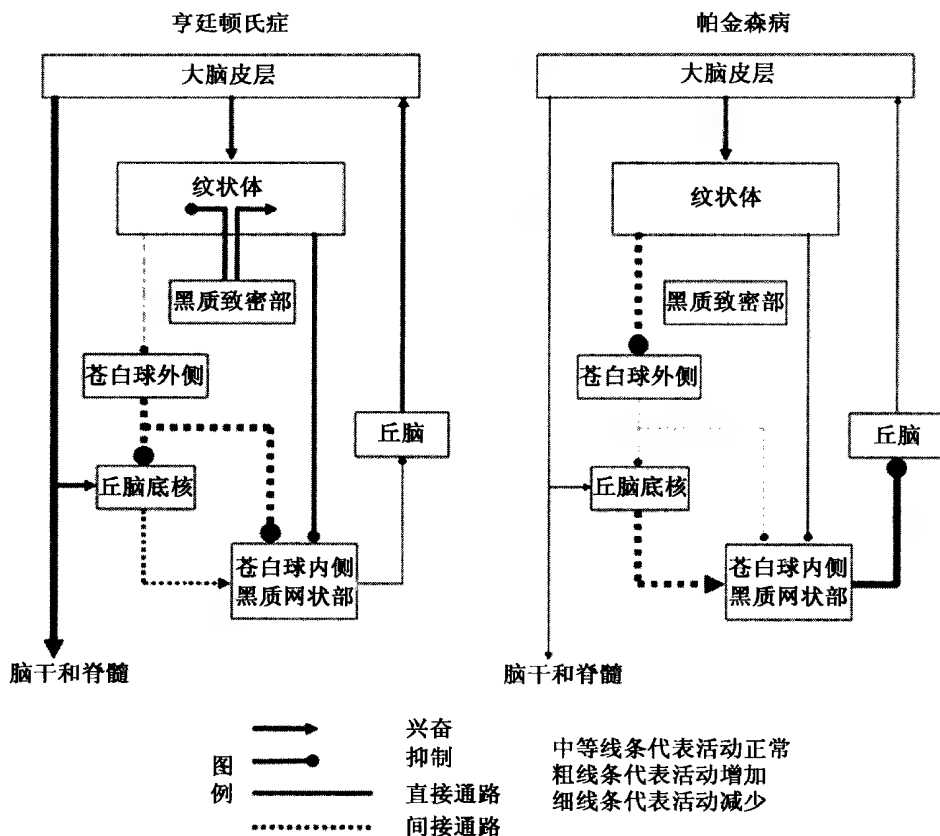 亨廷顿氏症
大脑皮层
纹状体
黑质致密部
苍白球外侧
丘脑
丘脑底核
苍白球内侧
黑质网状部
脑干和脊髓
帕金森病
大脑皮层
纹状体
黑质致密部
苍白球外侧
丘脑
丘脑底核
苍白球内侧
黑质网状部
脑干和脊髓
图例
兴奋
抑制
直接通路
间接通路
中等线条代表活动正常
粗线条代表活动增加
细线条代表活动减少